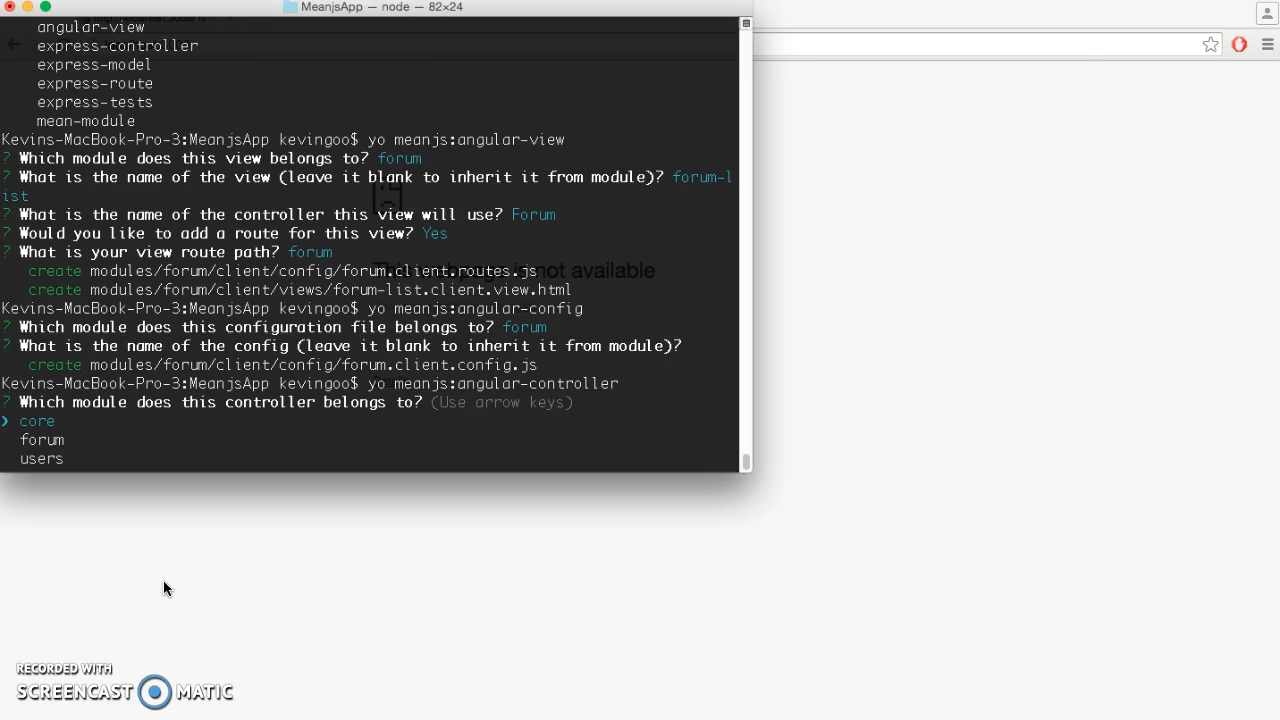 MeanjsApp — node — 82×24
angular-view
express-controller
express-model
express-route
express-tests
mean-module
Kevins-MacBook-Pro-3:MeanjsApp kevingoo$ yo meanjs:angular-view
? Which module does this view belongs to? forum
? What is the name of the view (leave it blank to inherit it from module)? forum-l
ist
? What is the name of the controller this view will use? Forum
? Would you like to add a route for this view? Yes
? What is your view route path? forum
create modules/forum/client/config/forum.client.routes.js
This webpage is not available
create modules/forum/client/views/forum-list.client.view.html
Kevins-MacBook-Pro-3:MeanjsApp kevingoo$ yo meanjs:angular-config
? Which module does this configuration file belongs to? forum
? What is the name of the config (leave it blank to inherit it from module)?
create modules/forum/client/config/forum.client.config.js
Kevins-MacBook-Pro-3:MeanjsApp kevingoo$ yo meanjs:angular-controller
? Which module does this controller belongs to? (Use arrow keys)
❯ core
forum
users
RECORDED WITH
SCREENCAST MATIC